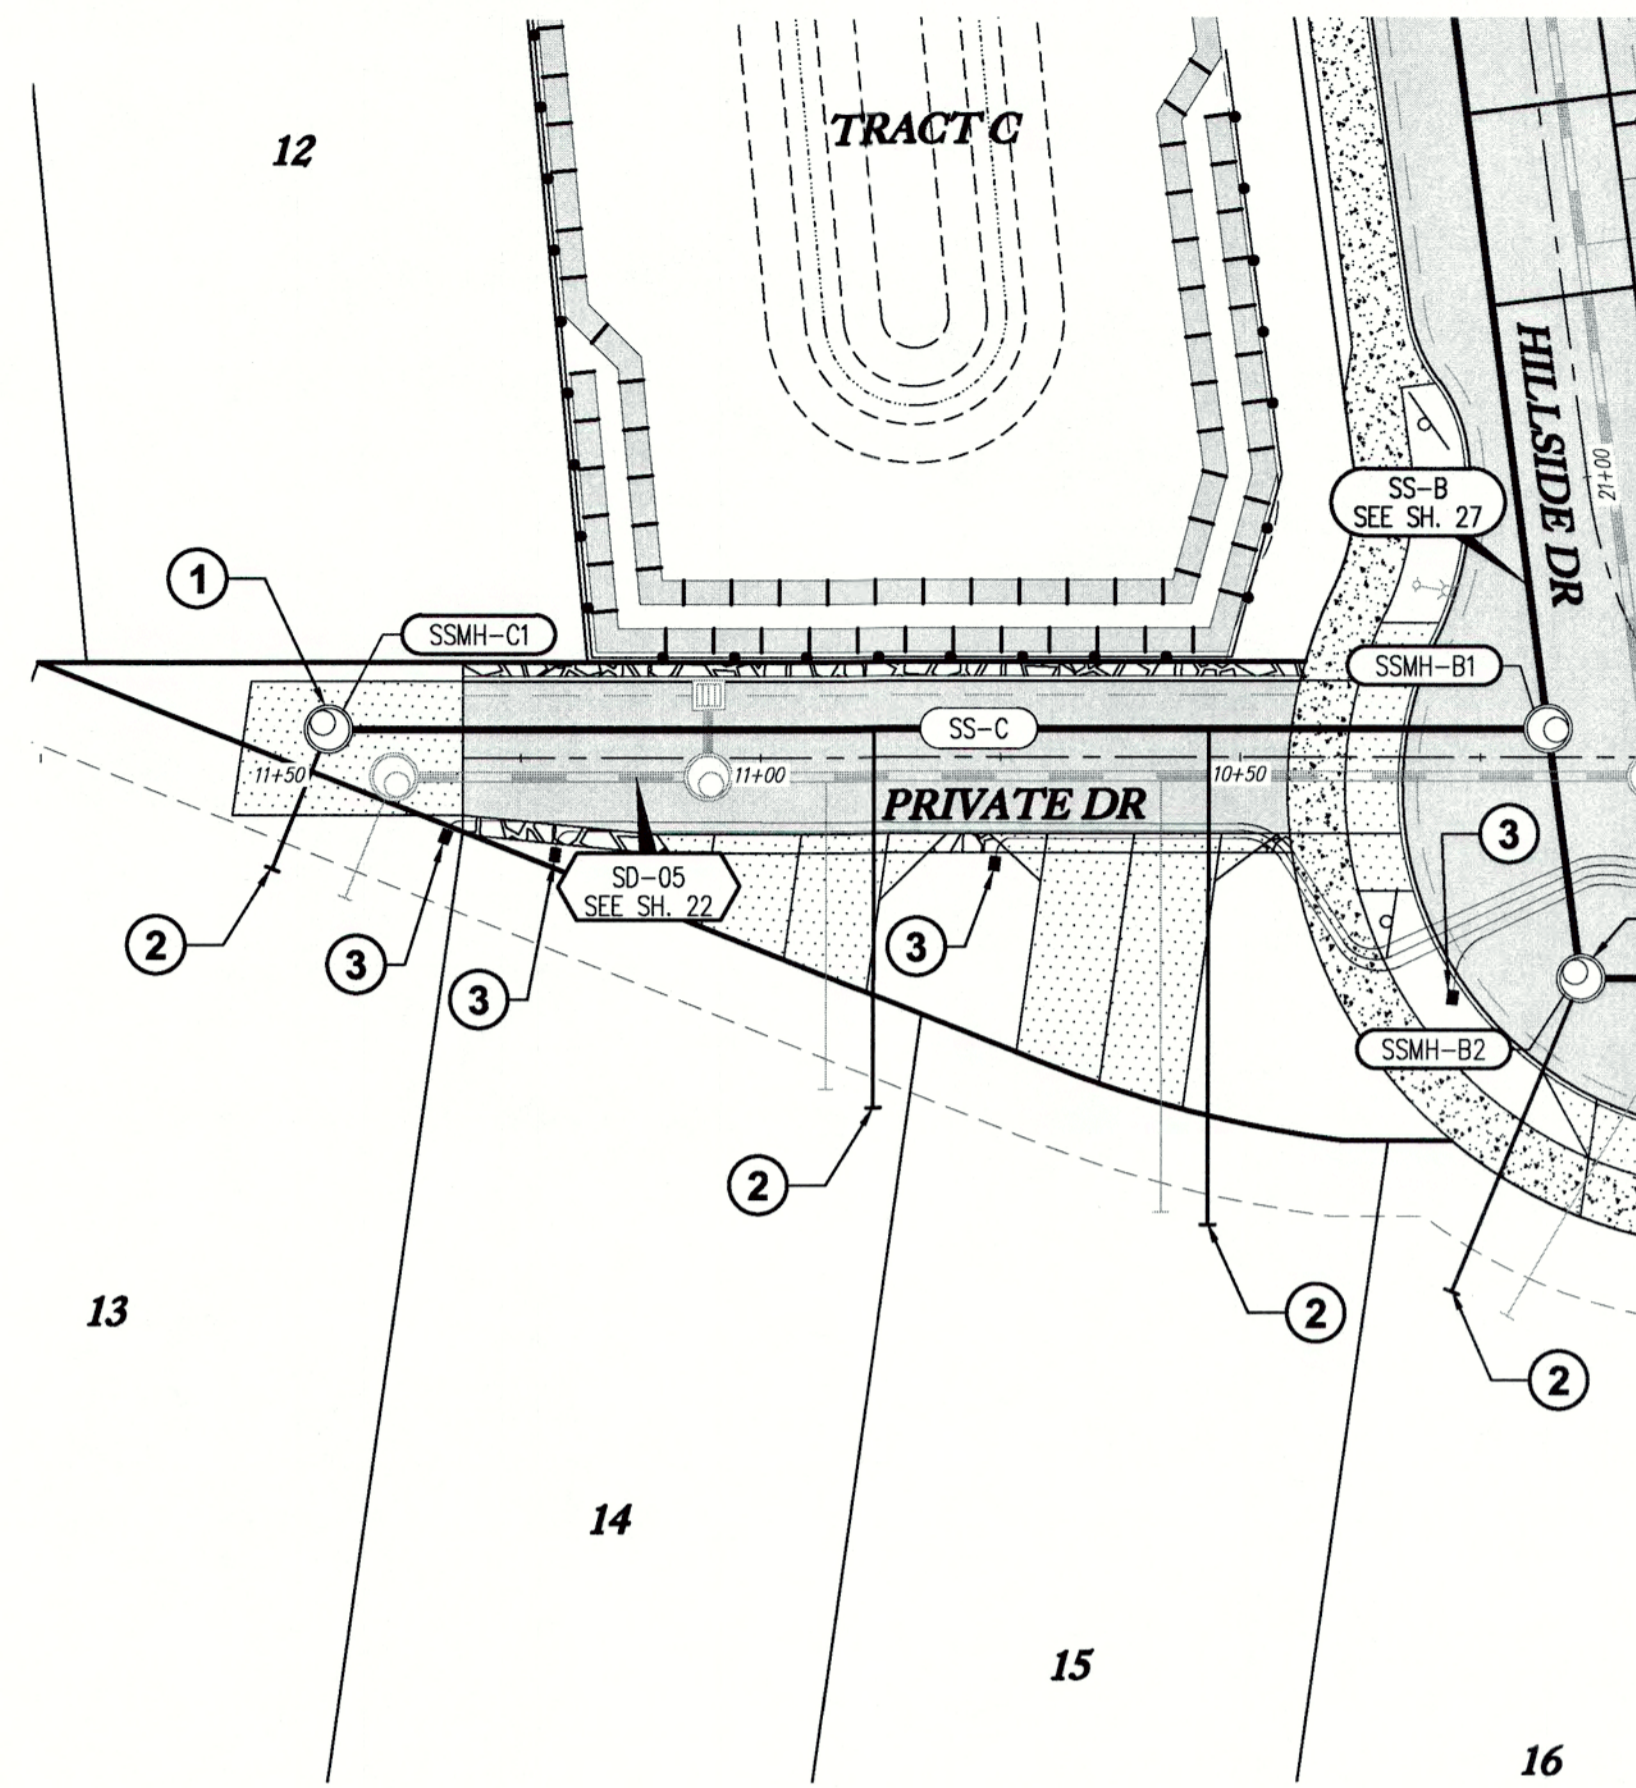 12
TRACT C
HILLSIDE DR
21+00
SS-B
SEE SH. 27
1
SSMH-C1
SSMH-B1
SS-C
11+50
11+00
10+50
PRIVATE DR
3
SD-05
SEE SH. 22
2
3
3
3
SSMH-B2
2
2
2
13
14
15
16